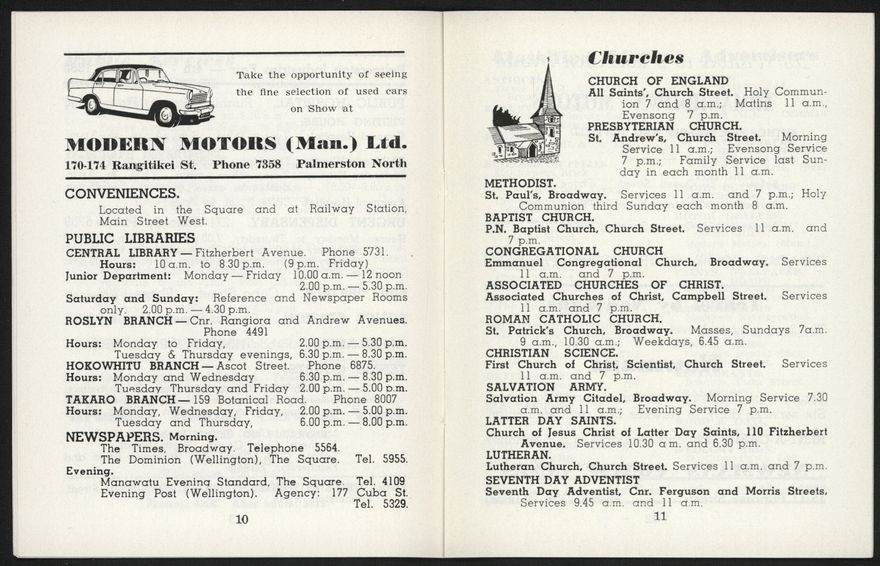 Take the opportunity of seeing
the fine selection of used cars
on Show at
MODERN MOTORS (Man.) Ltd.
170-174 Rangitikei St. Phone 7358 Palmerston North
CONVENIENCES.
Located in the Square and at Railway Station,
Main Street West.
PUBLIC LIBRARIES
CENTRAL LIBRARY — Fitzherbert Avenue. Phone 5731.
Hours: 10 a.m. to 8.30 p.m. (9 p.m. Friday)
Junior Department: Monday — Friday 10.00 a.m. — 12 noon
2.00 p.m. — 5.30 p.m.
Saturday and Sunday: Reference and Newspaper Rooms
only. 2.00 p.m. — 4.30 p.m.
ROSLYN BRANCH — Cnr. Rangiora and Andrew Avenues.
Phone 4491
Hours: Monday to Friday, 2.00 p.m. — 5.30 p.m.
Tuesday & Thursday evenings, 6.30 p.m. — 8.30 p.m.
HOKOWHITU BRANCH — Ascot Street. Phone 6875.
Hours: Monday and Wednesday 6.30 p.m. — 8.30 p.m.
Tuesday Thursday and Friday 2.00 p.m. — 5.00 p.m.
TAKARO BRANCH — 159 Botanical Road. Phone 8007
Hours: Monday, Wednesday, Friday, 2.00 p.m. — 5.00 p.m.
Tuesday and Thursday, 6.00 p.m. — 8.00 p.m.
NEWSPAPERS. Morning.
The Times, Broadway. Telephone 5564.
The Dominion (Wellington), The Square. Tel. 5955.
Evening.
Manawatu Evening Standard, The Square. Tel. 4109
Evening Post (Wellington). Agency: 177 Cuba St.
Tel. 5329.
10
Churches
CHURCH OF ENGLAND
All Saints', Church Street. Holy Commun-
ion 7 and 8 a.m.; Matins 11 a.m.,
Evensong 7 p.m.
PRESBYTERIAN CHURCH.
St. Andrew's, Church Street. Morning
Service 11 a.m.; Evensong Service
7 p.m.; Family Service last Sun-
day in each month 11 a.m.
METHODIST.
St. Paul's, Broadway. Services 11 a.m. and 7 p.m.; Holy
Communion third Sunday each month 8 a.m.
BAPTIST CHURCH.
P.N. Baptist Church, Church Street. Services 11 a.m. and
7 p.m.
CONGREGATIONAL CHURCH
Emmanuel Congregational Church, Broadway. Services
11 a.m. and 7 p.m.
ASSOCIATED CHURCHES OF CHRIST.
Associated Churches of Christ, Campbell Street. Services
11 a.m. and 7 p.m.
ROMAN CATHOLIC CHURCH.
St. Patrick's Church, Broadway. Masses, Sundays 7a.m.
9 a.m., 10.30 a.m.; Weekdays, 6.45 a.m.
CHRISTIAN SCIENCE.
First Church of Christ, Scientist, Church Street. Services
11 a.m. and 7 p.m.
SALVATION ARMY.
Salvation Army Citadel, Broadway. Morning Service 7.30
a.m. and 11 a.m.; Evening Service 7 p.m.
LATTER DAY SAINTS.
Church of Jesus Christ of Latter Day Saints, 110 Fitzherbert
Avenue. Services 10.30 a m. and 6.30 p.m.
LUTHERAN.
Lutheran Church, Church Street. Services 11 a.m. and 7 p.m.
SEVENTH DAY ADVENTIST
Seventh Day Adventist, Cnr. Ferguson and Morris Streets,
Services 9.45 a.m. and 11 a.m.
11